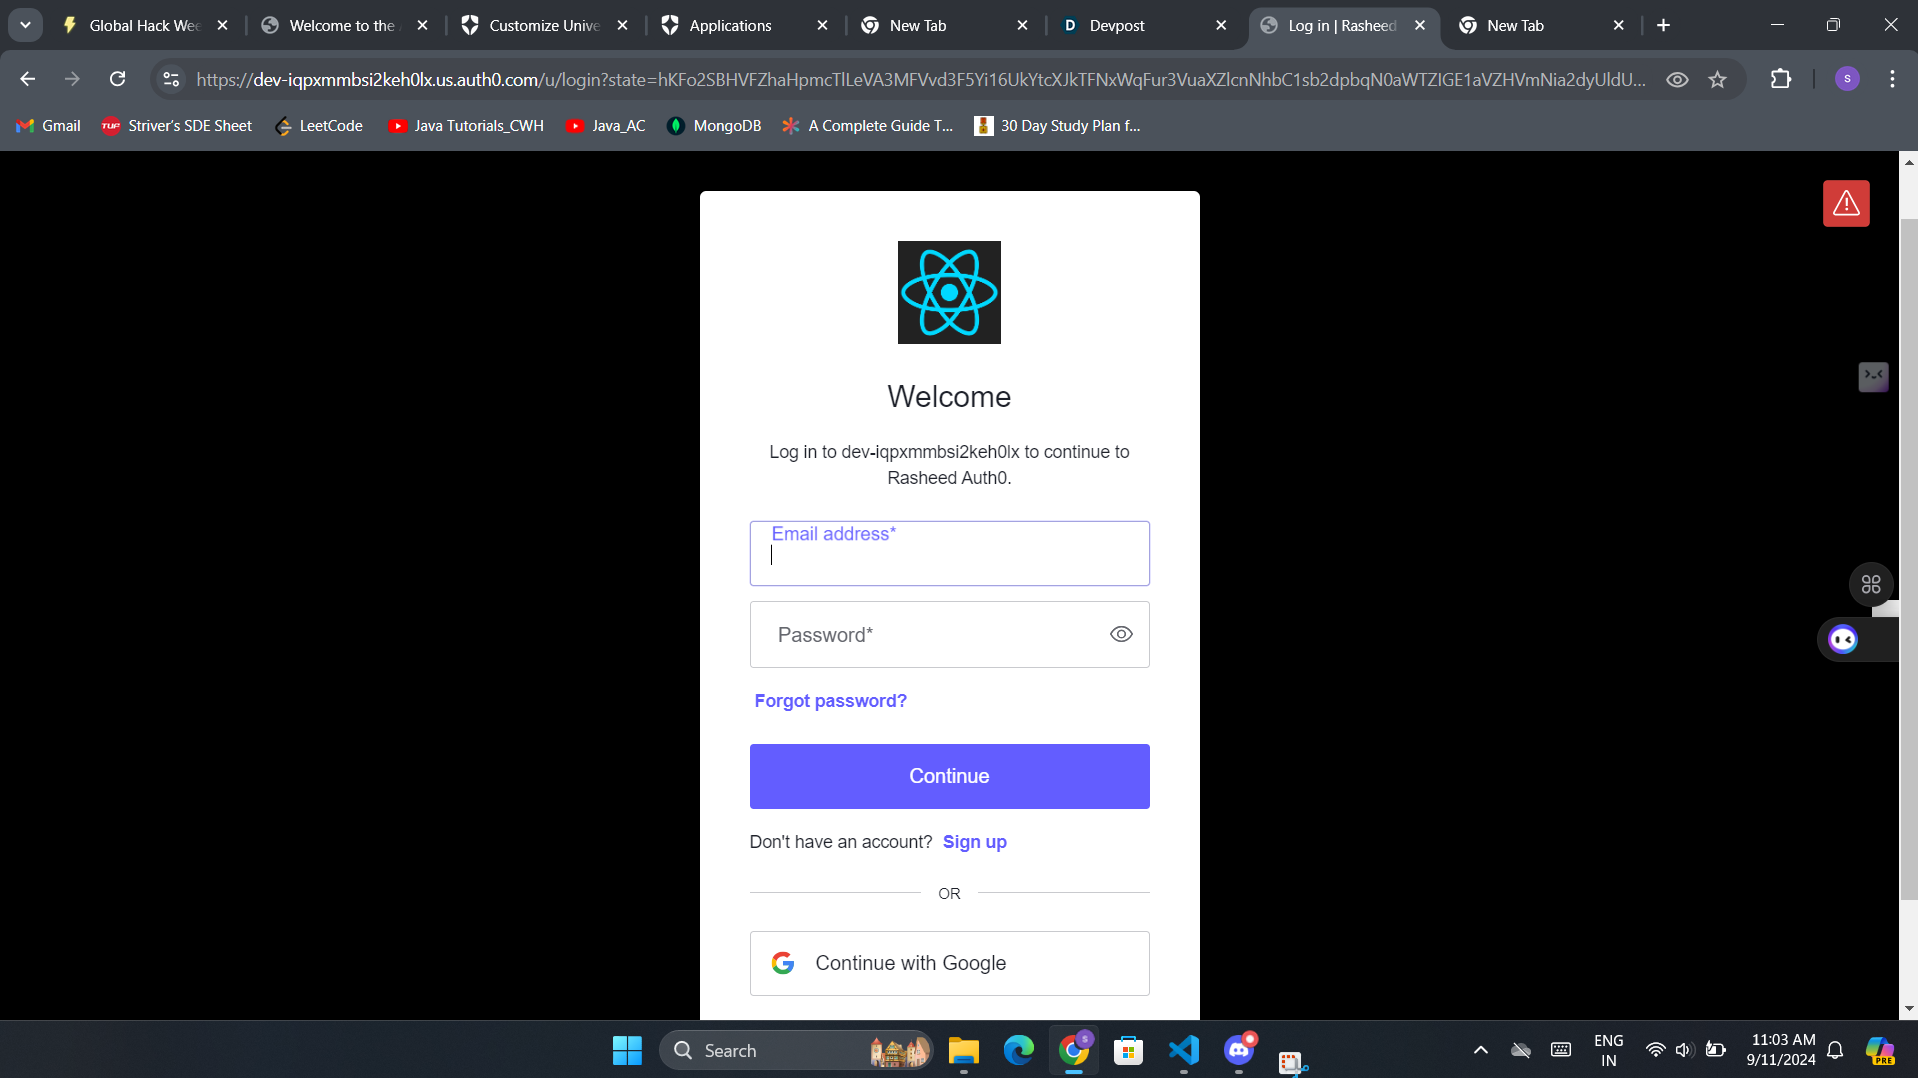 Global Hack Wee
Welcome to the A
Customize Unive
Applications
New Tab
D Devpost
Log in | Rasheed
New Tab
https://dev-iqpxmmbsi2keh0lx.us.auth0.com/u/login?state=
S
Gmail
TUF Striver's SDE Sheet
LeetCode
Java Tutorials_CWH
Java_AC
MongoDB
A Complete Guide T...
30 Day Study Plan f...
Welcome
Log in to dev-iqpxmmbsi2keh0lx to continue to
Rasheed Auth0.
Email address*
Password*
Forgot password?
Continue
Don't have an account? Sign up
OR
Continue with Google
Search
S
ENG
IN
11:03 AM
9/11/2024
PRE